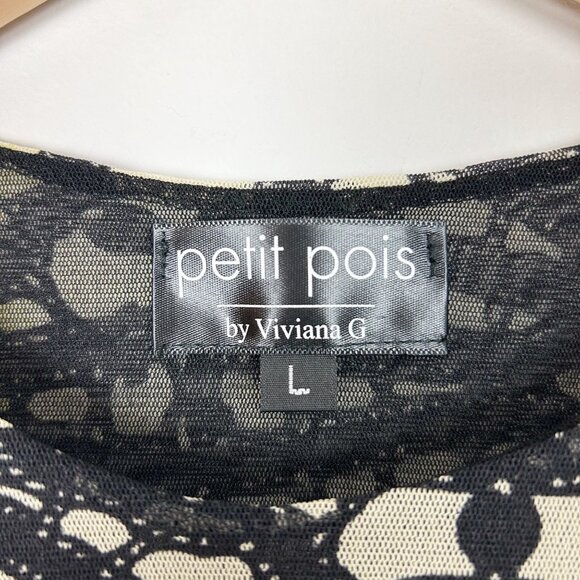 petit pois
by Viviana G
L